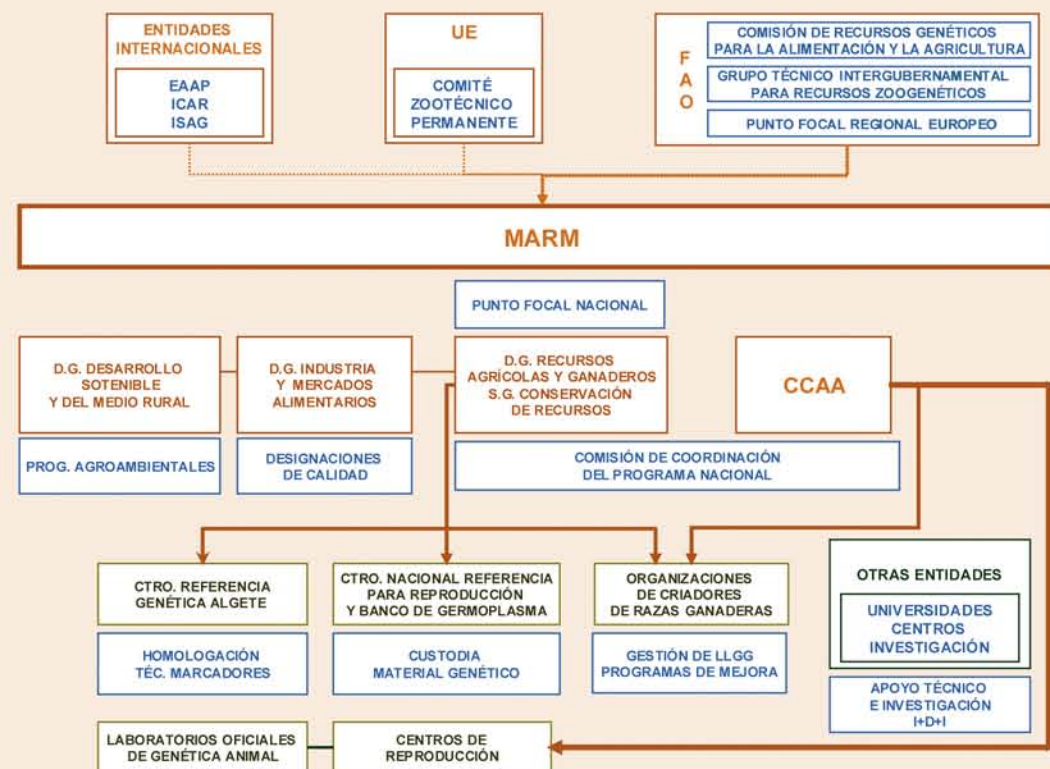 ENTIDADES
INTERNACIONALES
EAAP
ICAR
ISAG
UE
COMITÉ
ZOOTÉCNICO
PERMANENTE
F
A
O
COMISIÓN DE RECURSOS GENÉTICOS
PARA LA ALIMENTACIÓN Y LA AGRICULTURA
GRUPO TÉCNICO INTERGUBERNAMENTAL
PARA RECURSOS ZOOGENÉTICOS
PUNTO FOCAL REGIONAL EUROPEO
MARM
PUNTO FOCAL NACIONAL
D.G. DESARROLLO
SOTENIBLE
Y DEL MEDIO RURAL
D.G. INDUSTRIA
Y MERCADOS
ALIMENTARIOS
D.G. RECURSOS
AGRÍCOLAS Y GANADEROS
S.G. CONSERVACIÓN
DE RECURSOS
CCAA
PROG. AGROAMBIENTALES
DESIGNACIONES
DE CALIDAD
COMISIÓN DE COORDINACIÓN
DEL PROGRAMA NACIONAL
CTRO. REFERENCIA
GENÉTICA ALGETE
CTRO. NACIONAL REFERENCIA
PARA REPRODUCCIÓN
Y BANCO DE GERMOPLASMA
ORGANIZACIONES
DE CRIADORES
DE RAZAS GANADERAS
OTRAS ENTIDADES
UNIVERSIDADES
CENTROS
INVESTIGACIÓN
HOMOLOGACIÓN
TÉC. MARCADORES
CUSTODIA
MATERIAL GENÉTICO
GESTIÓN DE LLGG
PROGRAMAS DE MEJORA
APOYO TÉCNICO
E INVESTIGACIÓN
I+D+I
LABORATORIOS OFICIALES
DE GENÉTICA ANIMAL
CENTROS DE
REPRODUCCIÓN